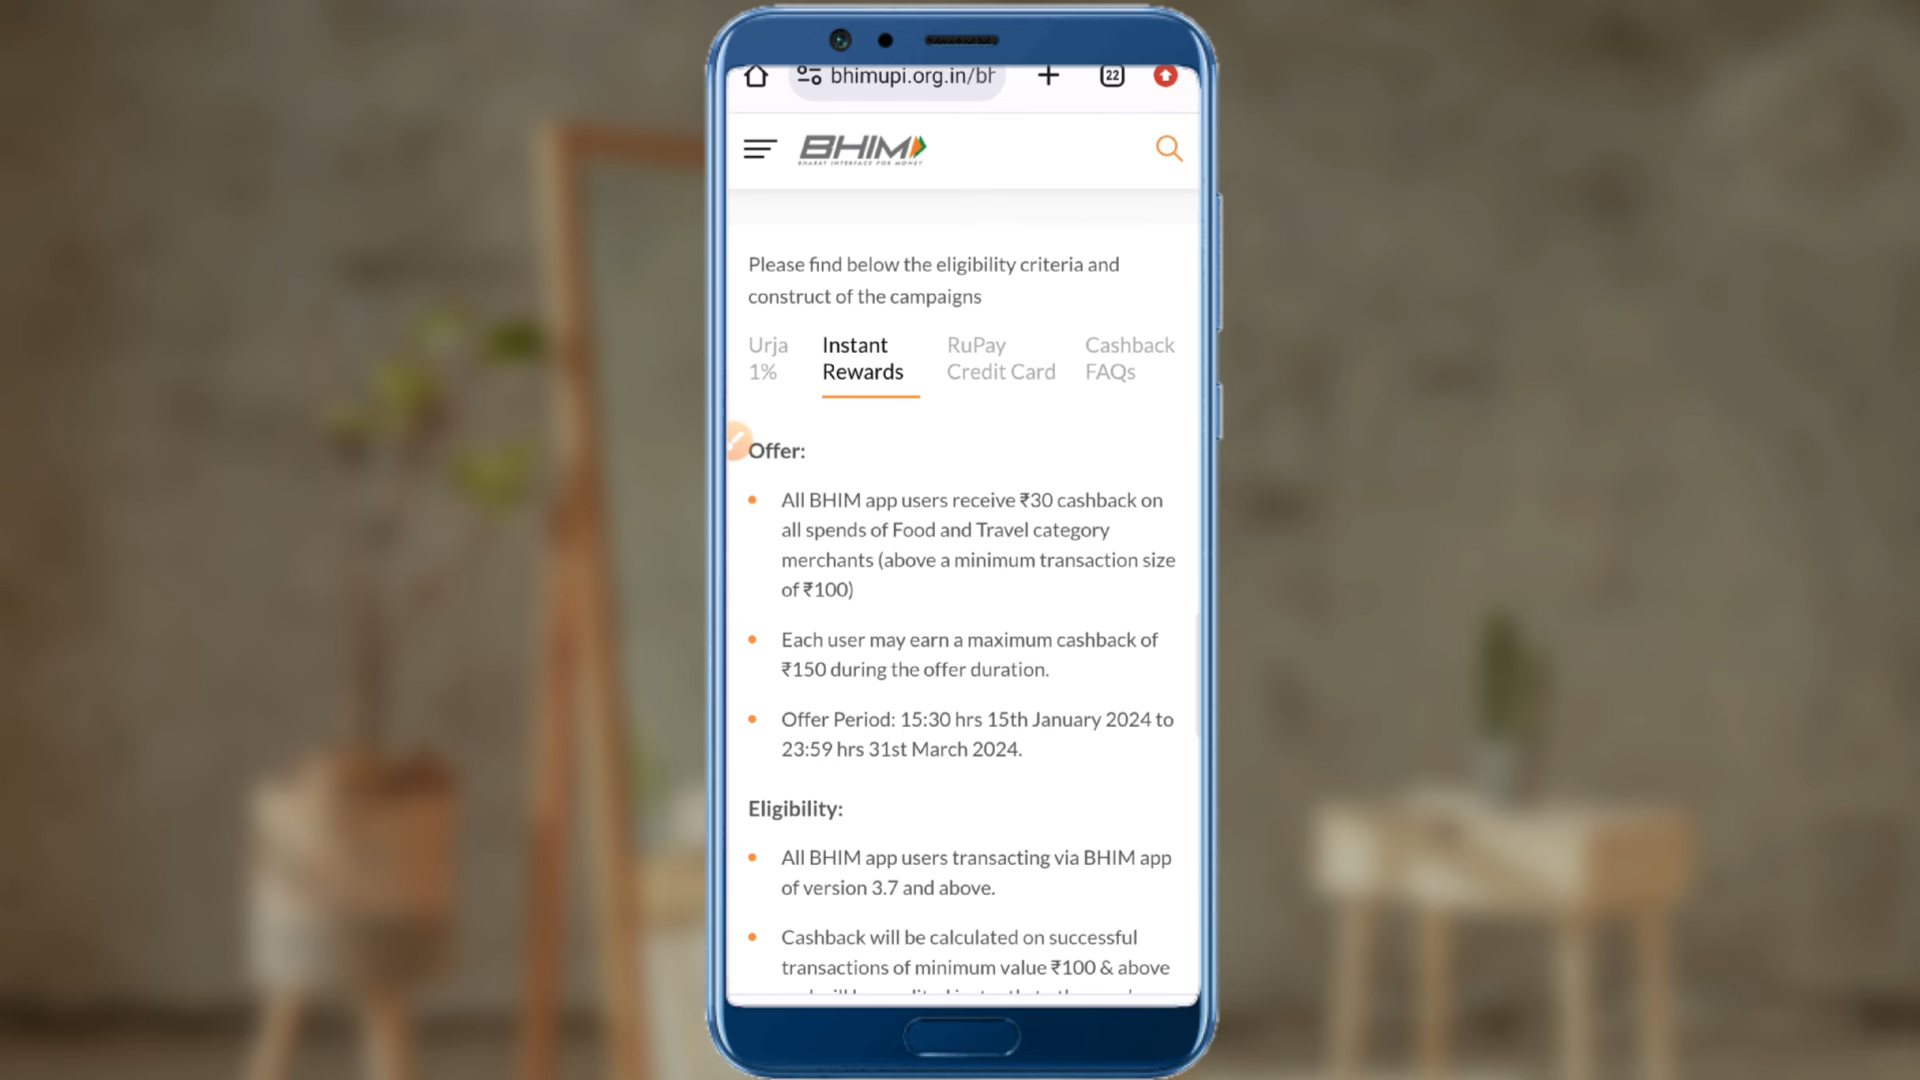 bhimupi.org.in/bh
22
BHIM
BHARAT INTERFACE FOR MONEY
Please find below the eligibility criteria and
construct of the campaigns
Urja
1%
Instant
Rewards
RuPay
Credit Card
Cashback
FAQs
Offer:
All BHIM app users receive ₹30 cashback on
all spends of Food and Travel category
merchants (above a minimum transaction size
of ₹100)
Each user may earn a maximum cashback of
₹150 during the offer duration.
Offer Period: 15:30 hrs 15th January 2024 to
23:59 hrs 31st March 2024.
Eligibility:
All BHIM app users transacting via BHIM app
of version 3.7 and above.
Cashback will be calculated on successful
transactions of minimum value ₹100 & above